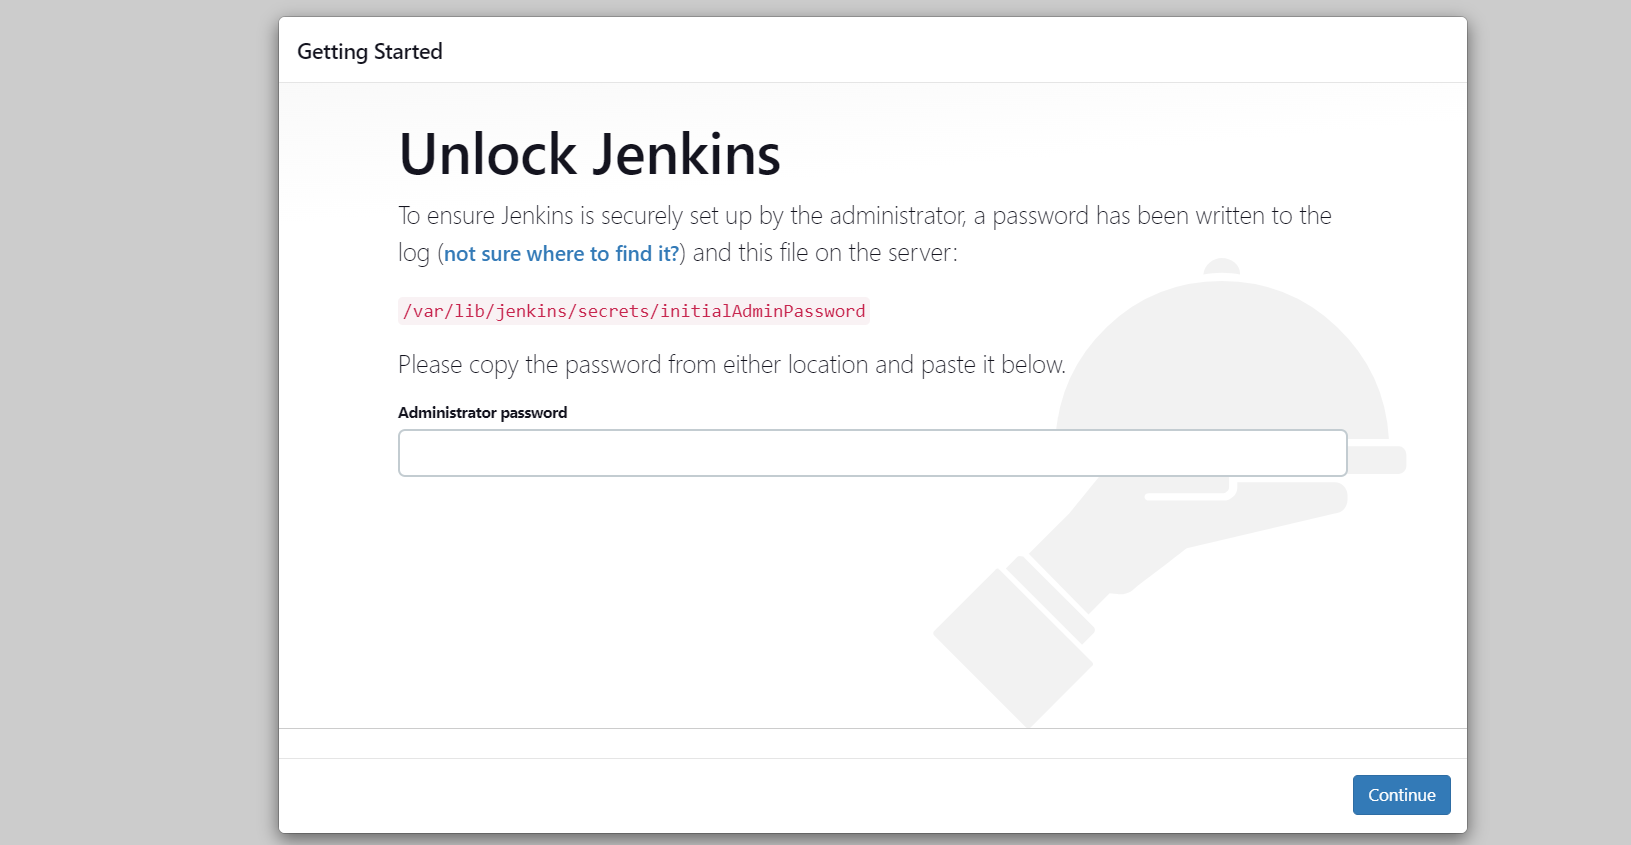 Getting Started
Unlock Jenkins
To ensure Jenkins is securely set up by the administrator, a password has been written to the
log (not sure where to find it?) and this file on the server:
/var/lib/jenkins/secrets/initialAdminPassword
Please copy the password from either location and paste it below.
Administrator password
Continue